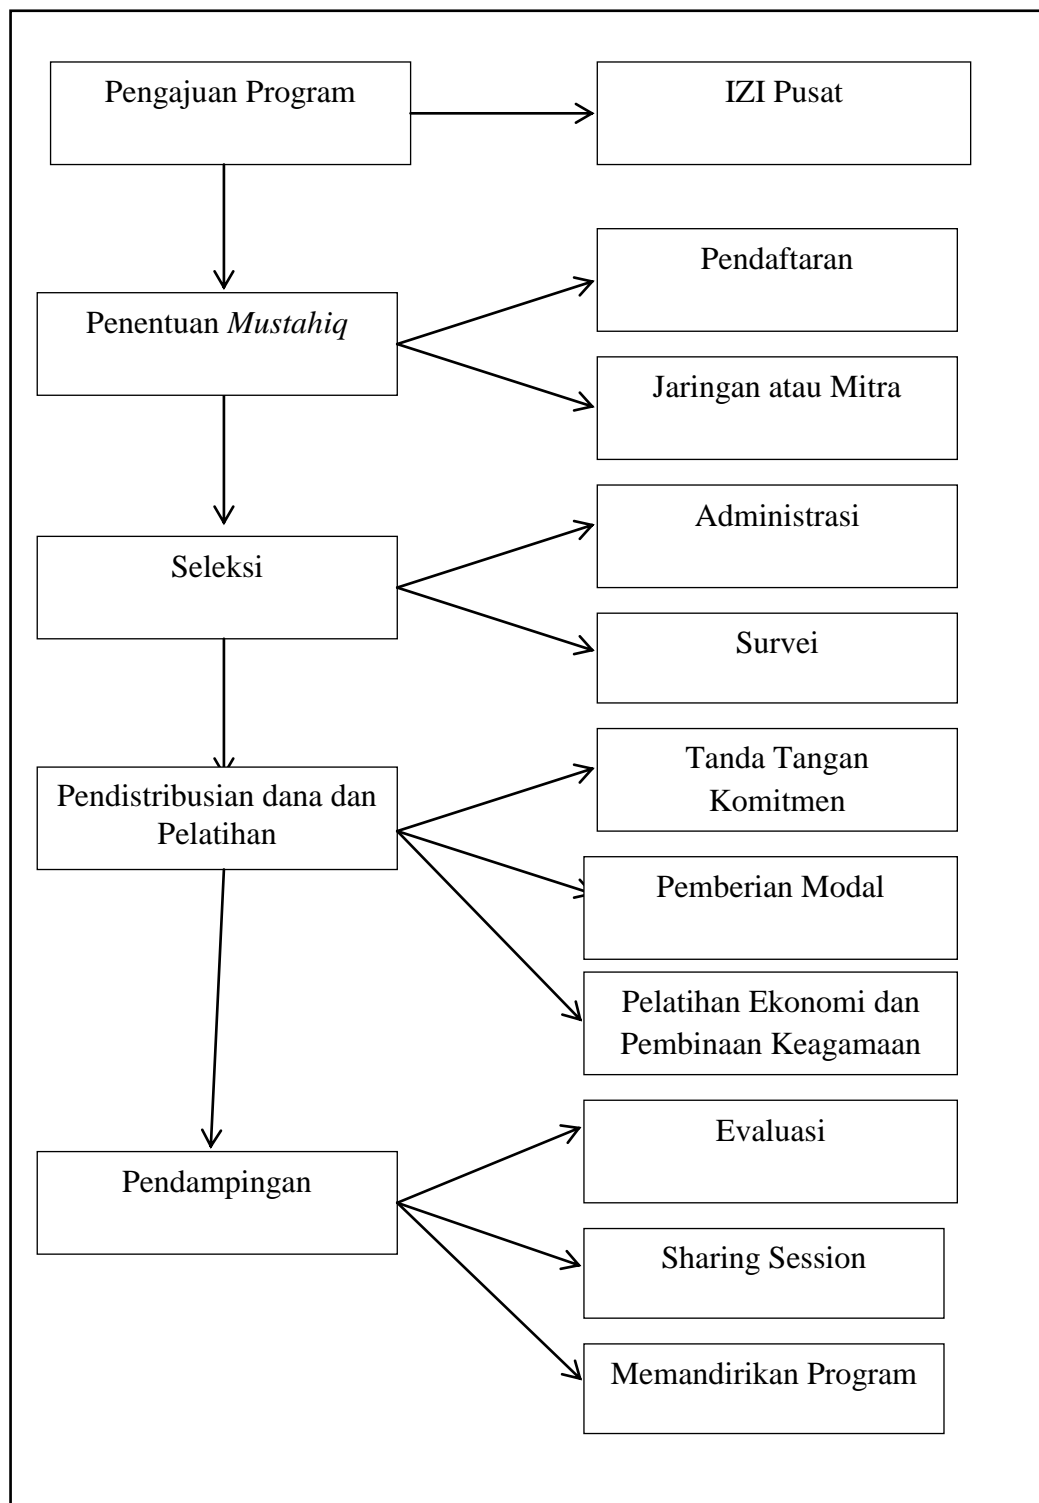 Pengajuan Program
IZI Pusat
Pendaftaran
Penentuan Mustahiq
Jaringan atau Mitra
Administrasi
Seleksi
Survei
Tanda Tangan
Komitmen
Pendistribusian dana dan
Pelatihan
Pemberian Modal
Pelatihan Ekonomi dan
Pembinaan Keagamaan
Evaluasi
Pendampingan
Sharing Session
Memandirikan Program